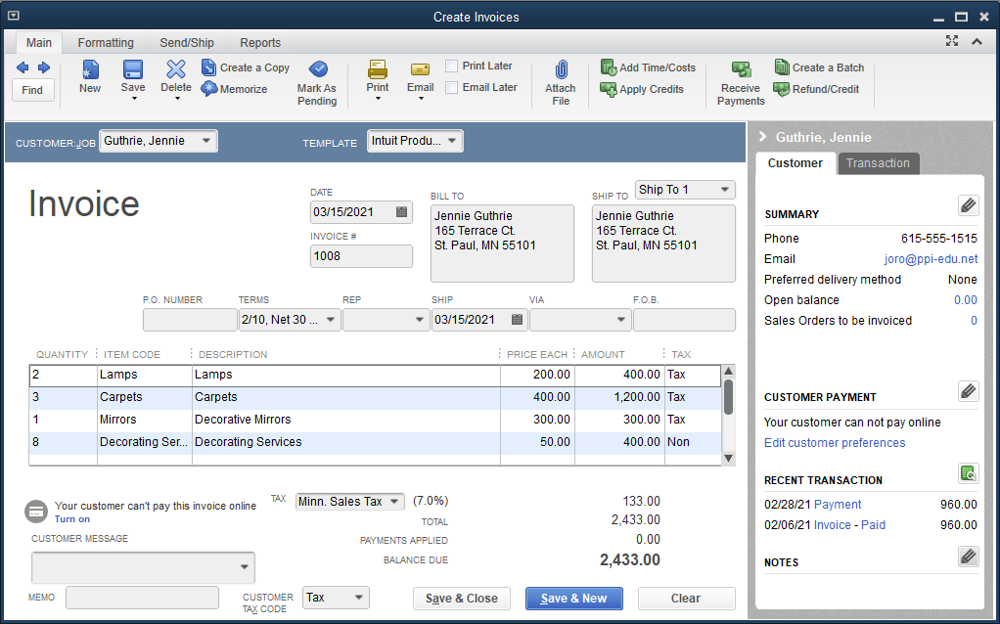 Create Invoices
Main Formatting Send/Ship Reports
Find
New
Save
Delete
Create a Copy
Memorize
Mark As
Pending
Print
Email
Print Later
Email Later
Attach
File
Add Time/Costs
Apply Credits
Receive
Payments
Create a Batch
Refund/Credit
CUSTOMER:JOB Guthrie, Jennie TEMPLATE Intuit Produ...
Invoice
DATE
03/15/2021
INVOICE #
1008
BILL TO
Jennie Guthrie
165 Terrace Ct.
St. Paul, MN 55101
SHIP TO Ship To 1
Jennie Guthrie
165 Terrace Ct.
St. Paul, MN 55101
P.O. NUMBER TERMS REP SHIP VIA F.O.B.
2/10, Net 30 ... 03/15/2021
QUANTITY ITEM CODE DESCRIPTION PRICE EACH AMOUNT TAX
2 Lamps Lamps 200.00 400.00 Tax
3 Carpets Carpets 400.00 1,200.00 Tax
1 Mirrors Decorative Mirrors 300.00 300.00 Tax
8 Decorating Ser... Decorating Services 50.00 400.00 Non
Your customer can't pay this invoice online
Turn on
TAX Minn. Sales Tax (7.0%) 133.00
TOTAL 2,433.00
PAYMENTS APPLIED 0.00
BALANCE DUE 2,433.00
CUSTOMER MESSAGE
MEMO
CUSTOMER
TAX CODE
Tax
Save & Close Save & New Clear
Guthrie, Jennie
Customer Transaction
SUMMARY
Phone 615-555-1515
Email joro@ppi-edu.net
Preferred delivery method None
Open balance 0.00
Sales Orders to be invoiced 0
CUSTOMER PAYMENT
Your customer can not pay online
Edit customer preferences
RECENT TRANSACTION
02/28/21 Payment 960.00
02/06/21 Invoice - Paid 960.00
NOTES